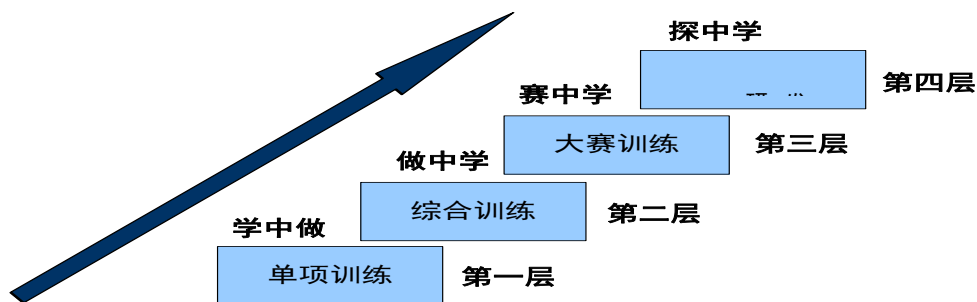 探中学
第四层
赛中学
大赛训练
第三层
做中学
综合训练
第二层
学中做
单项训练
第一层